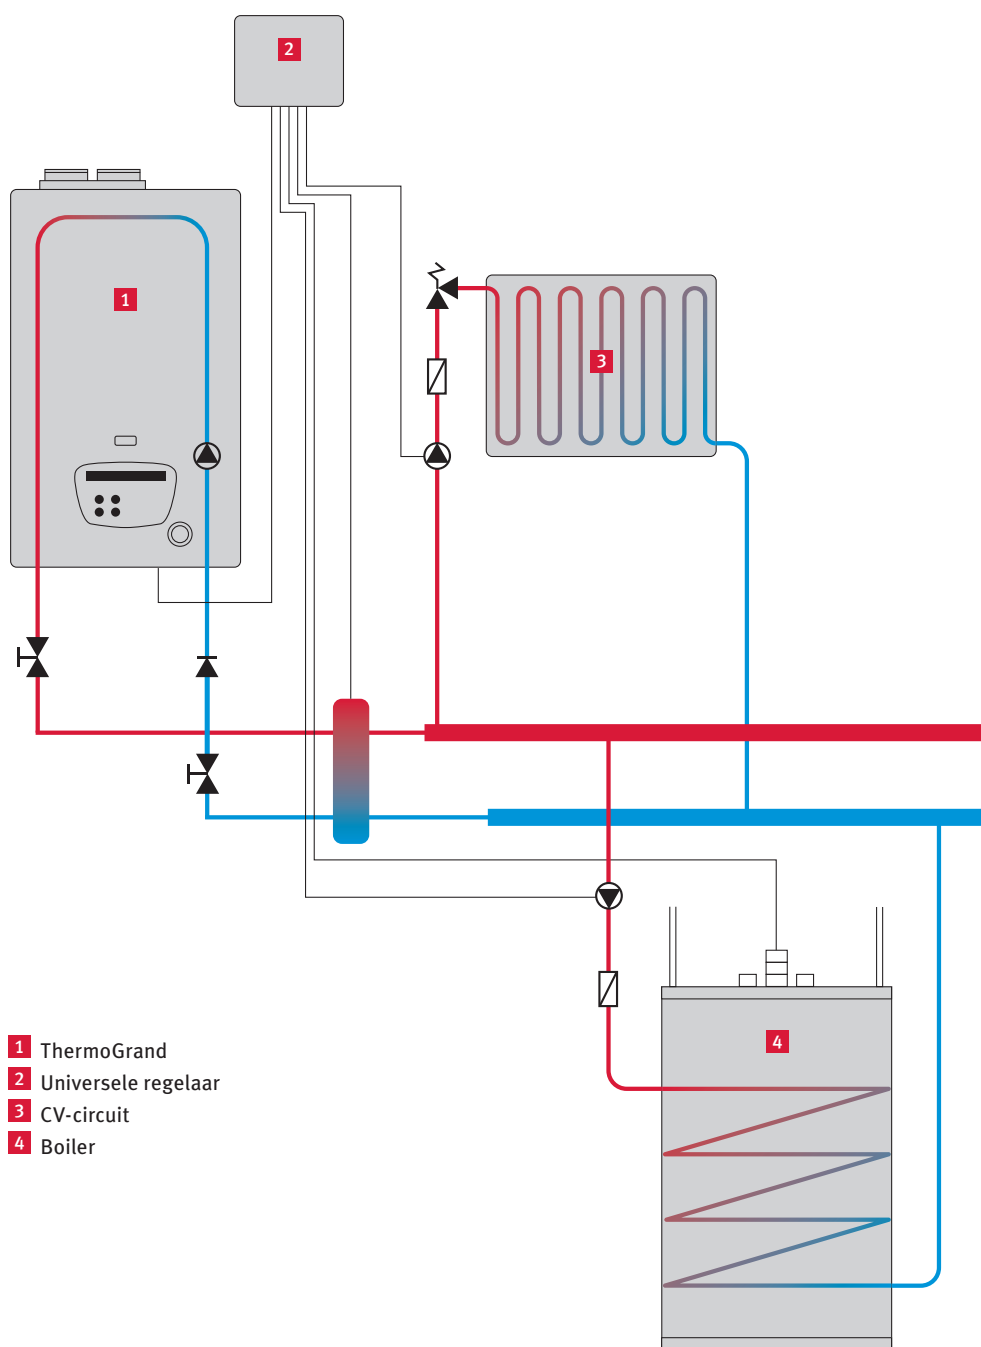 2
1
3
4
1 ThermoGrand
2 Universele regelaar
3 CV-circuit
4 Boiler